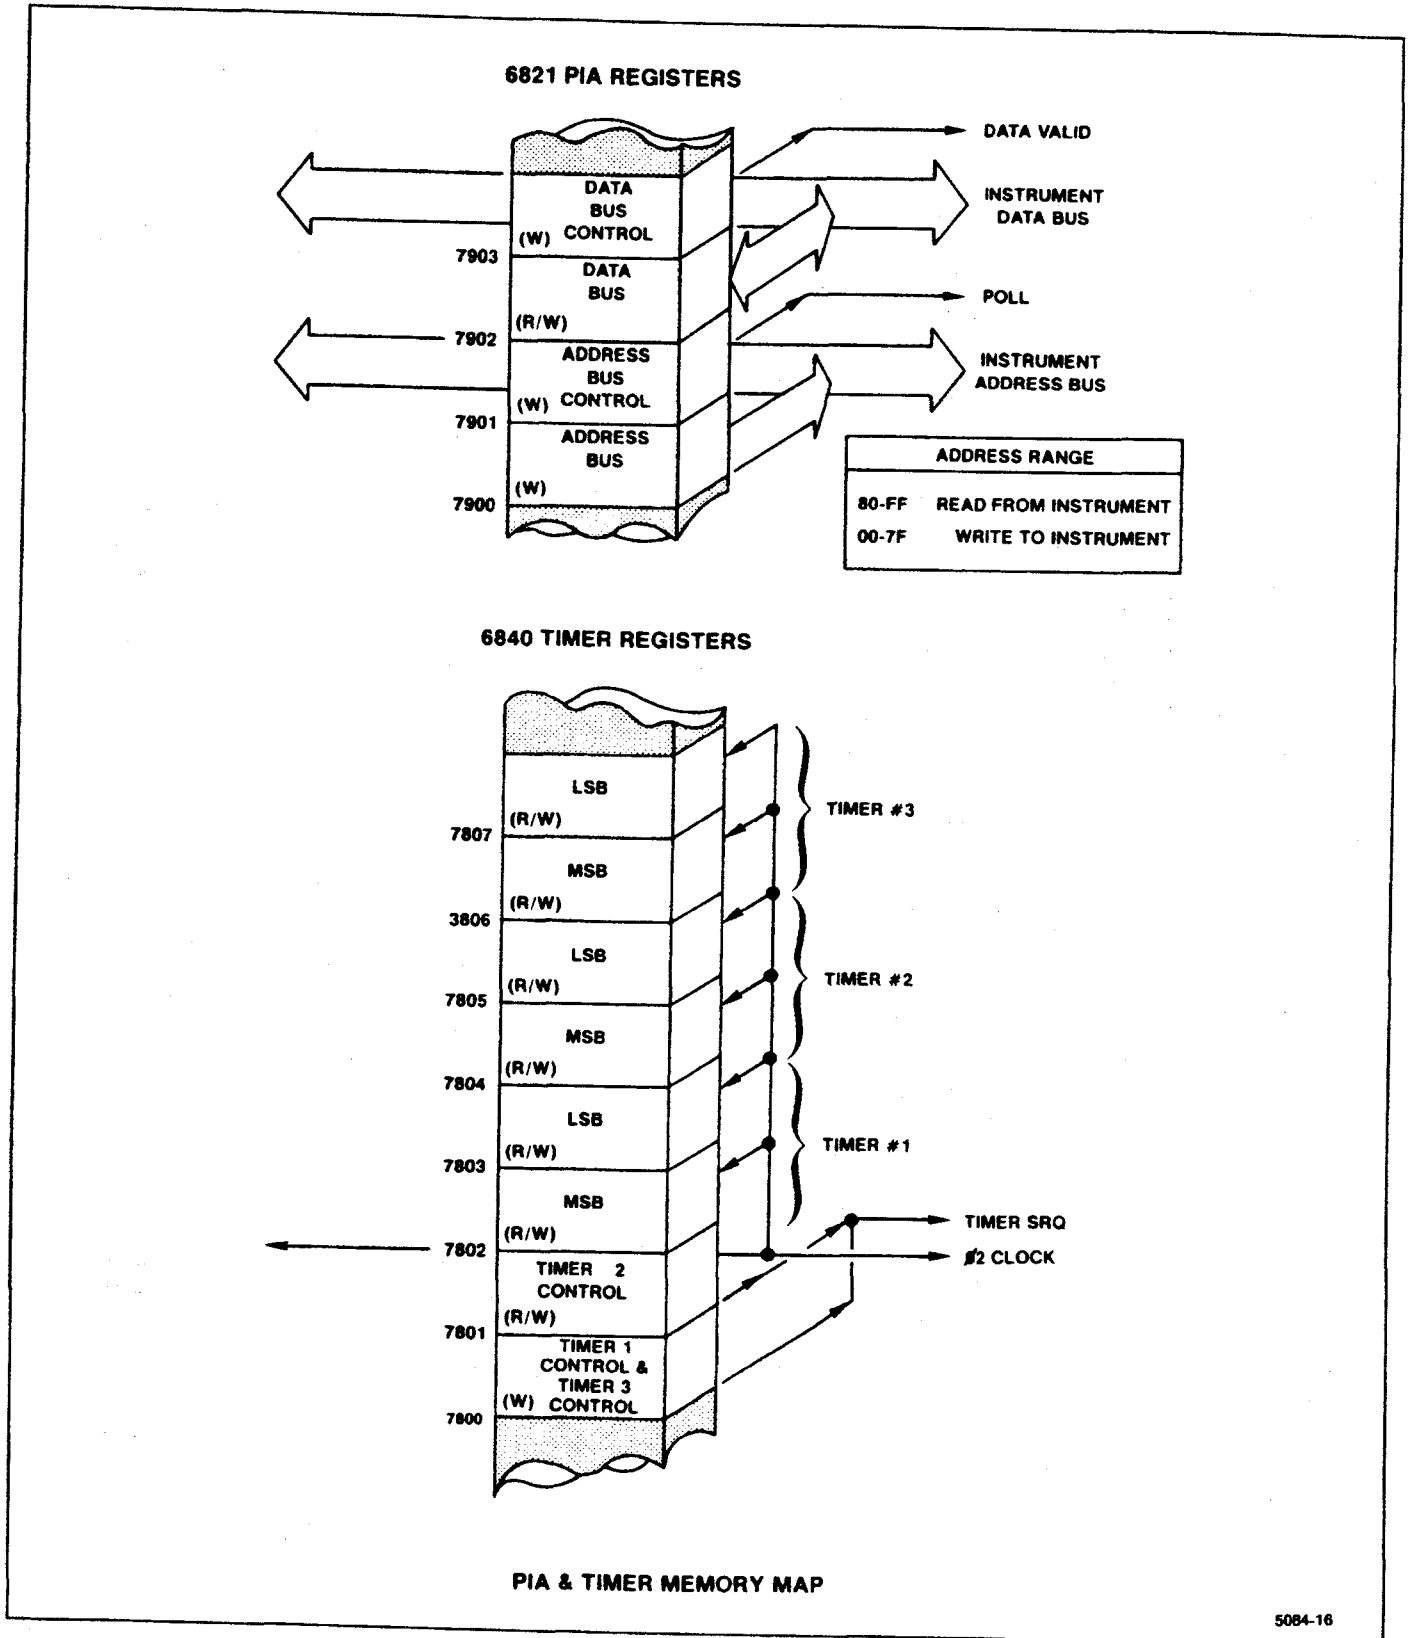 6821 PIA REGISTERS
DATA VALID
DATA
BUS
CONTROL
(W)
INSTRUMENT
DATA BUS
7903
DATA
BUS
(R/W)
POLL
7902
ADDRESS
BUS
CONTROL
(W)
INSTRUMENT
ADDRESS BUS
7901
ADDRESS
BUS
(W)
7900
ADDRESS RANGE
80-FF READ FROM INSTRUMENT
00-7F WRITE TO INSTRUMENT
6840 TIMER REGISTERS
LSB
(R/W)
TIMER #3
7807
MSB
(R/W)
3806
LSB
(R/W)
TIMER #2
7805
MSB
(R/W)
7804
LSB
(R/W)
TIMER #1
7803
MSB
(R/W)
TIMER SRQ
7802
Ø2 CLOCK
TIMER 2
CONTROL
(R/W)
7801
TIMER 1
CONTROL &
TIMER 3
(W) CONTROL
7800
PIA & TIMER MEMORY MAP
5084-16